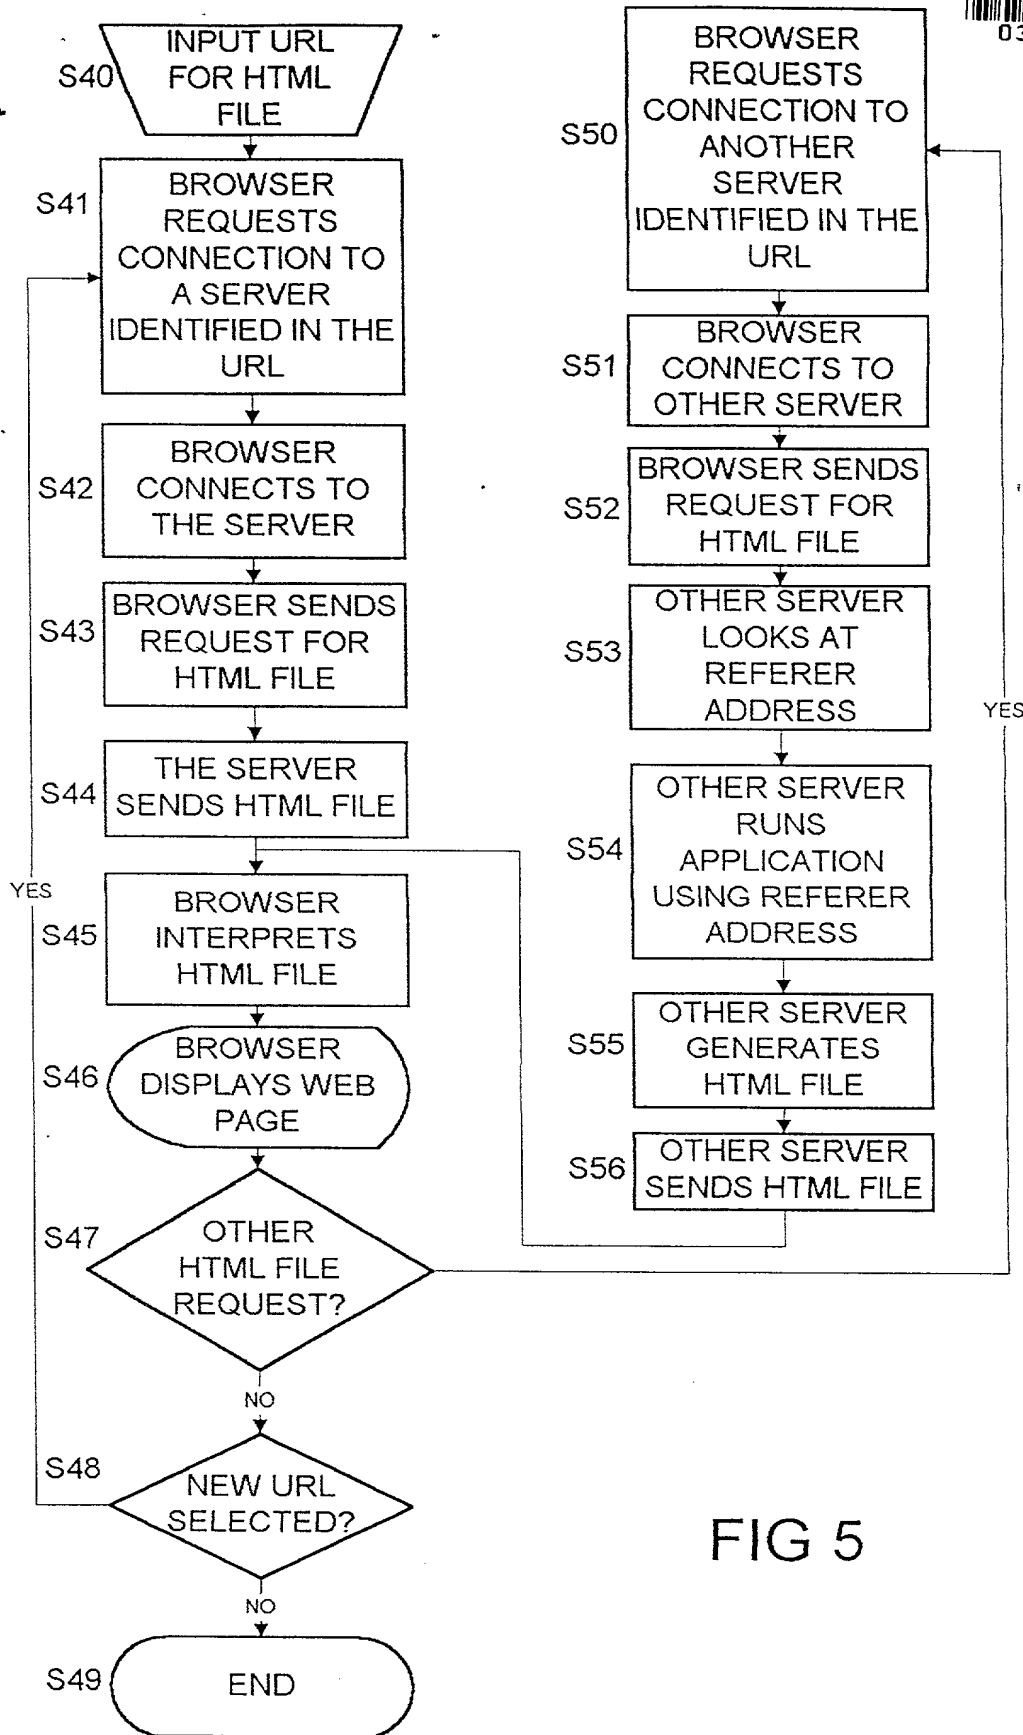 S40
INPUT URL
FOR HTML
FILE
S41
BROWSER
REQUESTS
CONNECTION TO
A SERVER
IDENTIFIED IN THE
URL
S42
BROWSER
CONNECTS TO
THE SERVER
S43
BROWSER SENDS
REQUEST FOR
HTML FILE
S44
THE SERVER
SENDS HTML FILE
YES
S45
BROWSER
INTERPRETS
HTML FILE
S46
BROWSER
DISPLAYS WEB
PAGE
S47
OTHER
HTML FILE
REQUEST?
NO
S48
NEW URL
SELECTED?
NO
S49
END
03
S50
BROWSER
REQUESTS
CONNECTION TO
ANOTHER
SERVER
IDENTIFIED IN THE
URL
S51
BROWSER
CONNECTS TO
OTHER SERVER
S52
BROWSER SENDS
REQUEST FOR
HTML FILE
S53
OTHER SERVER
LOOKS AT
REFERER
ADDRESS
YES
S54
OTHER SERVER
RUNS
APPLICATION
USING REFERER
ADDRESS
S55
OTHER SERVER
GENERATES
HTML FILE
S56
OTHER SERVER
SENDS HTML FILE
FIG 5